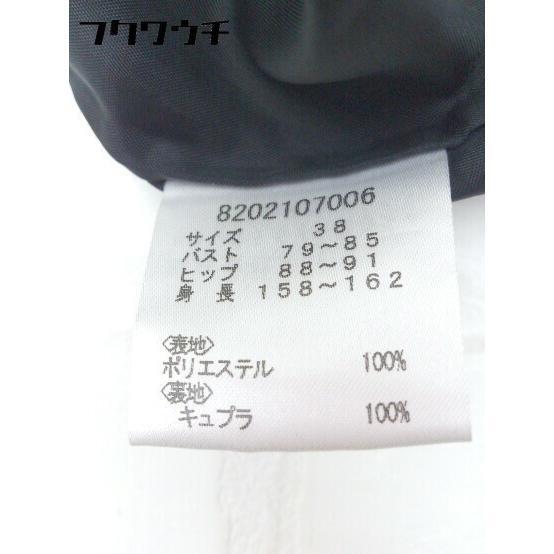 フクワウチ
8202107006
サイズ 38
バスト 79～85
ヒップ 88～91
身長 158～162
〈表地〉
ポリエステル 100%
〈裏地〉
キュプラ 100%